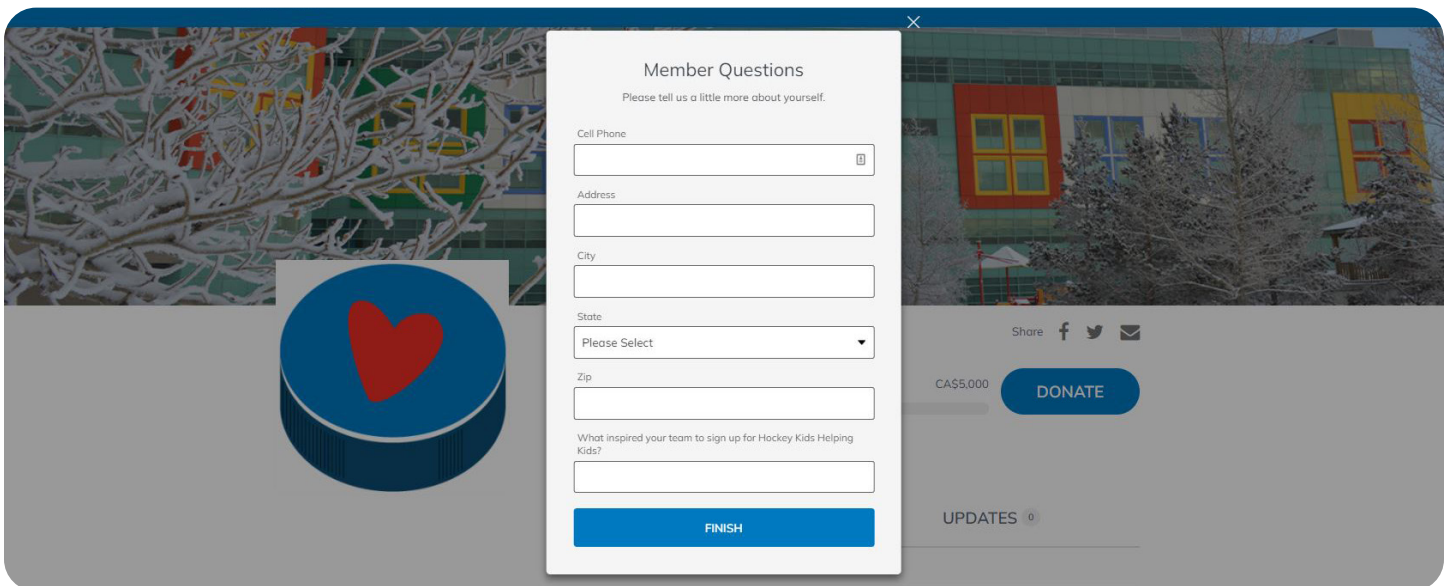 Member Questions
Please tell us a little more about yourself.
Cell Phone
Address
City
State
Please Select
Zip
What inspired your team to sign up for Hockey Kids Helping
Kids?
FINISH
Share
CA$5,000
DONATE
UPDATES 0